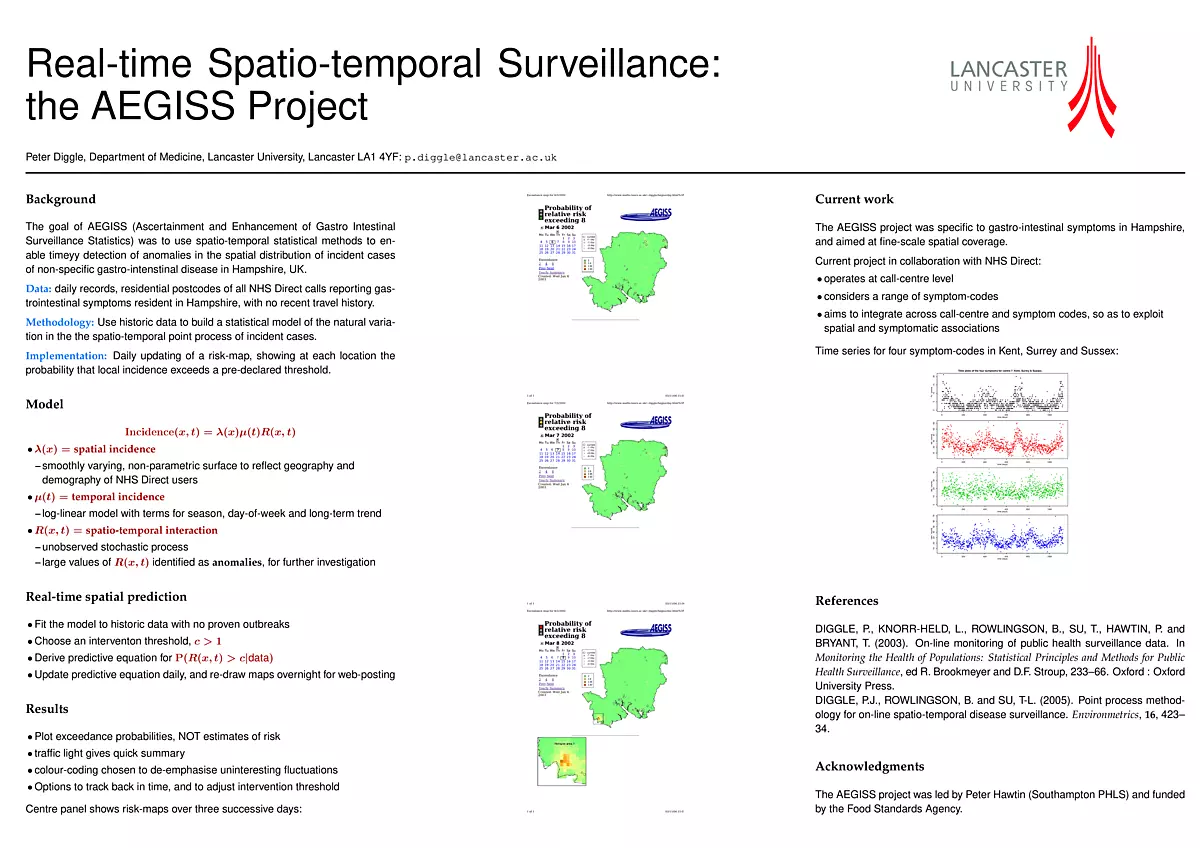 Real-time Spatio-temporal Surveillance:
the AEGISS Project
LANCASTER
UNIVERSITY
Peter Diggle, Department of Medicine, Lancaster University, Lancaster LA1 4YF: p.diggle@lancaster.ac.uk
Background
The goal of AEGISS (Ascertainment and Enhancement of Gastro Intestinal
Surveillance Statistics) was to use spatio-temporal statistical methods to en-
able timeyy detection of anomalies in the spatial distribution of incident cases
of non-specific gastro-intenstinal disease in Hampshire, UK.
Data: daily records, residential postcodes of all NHS Direct calls reporting gas-
trointestinal symptoms resident in Hampshire, with no recent travel history.
Methodology: Use historic data to build a statistical model of the natural varia-
tion in the the spatio-temporal point process of incident cases.
Implementation: Daily updating of a risk-map, showing at each location the
probability that local incidence exceeds a pre-declared threshold.
Model
Incidence(x, t) = λ(x)μ(t)R(x, t)
• λ(x) = spatial incidence
– smoothly varying, non-parametric surface to reflect geography and
demography of NHS Direct users
• μ(t) = temporal incidence
– log-linear model with terms for season, day-of-week and long-term trend
• R(x, t) = spatio-temporal interaction
– unobserved stochastic process
– large values of R(x, t) identified as anomalies, for further investigation
Real-time spatial prediction
• Fit the model to historic data with no proven outbreaks
• Choose an interventon threshold, c > 1
• Derive predictive equation for P(R(x, t) > c|data)
• Update predictive equation daily, and re-draw maps overnight for web-posting
Results
• Plot exceedance probabilities, NOT estimates of risk
• traffic light gives quick summary
• colour-coding chosen to de-emphasise uninteresting fluctuations
• Options to track back in time, and to adjust intervention threshold
Centre panel shows risk-maps over three successive days:
Probability of
relative risk
exceeding 8
Mar 6 2002
AEGISS
Probability of
relative risk
exceeding 8
Mar 7 2002
AEGISS
Probability of
relative risk
exceeding 8
Mar 8 2002
AEGISS
Current work
The AEGISS project was specific to gastro-intestinal symptoms in Hampshire,
and aimed at fine-scale spatial coverage.
Current project in collaboration with NHS Direct:
• operates at call-centre level
• considers a range of symptom-codes
• aims to integrate across call-centre and symptom codes, so as to exploit
spatial and symptomatic associations
Time series for four symptom-codes in Kent, Surrey and Sussex:
References
DIGGLE, P., KNORR-HELD, L., ROWLINGSON, B., SU, T., HAWTIN, P. and
BRYANT, T. (2003). On-line monitoring of public health surveillance data. In
Monitoring the Health of Populations: Statistical Principles and Methods for Public
Health Surveillance, ed R. Brookmeyer and D.F. Stroup, 233–66. Oxford : Oxford
University Press.
DIGGLE, P.J., ROWLINGSON, B. and SU, T-L. (2005). Point process method-
ology for on-line spatio-temporal disease surveillance. Environmetrics, 16, 423–
34.
Acknowledgments
The AEGISS project was led by Peter Hawtin (Southampton PHLS) and funded
by the Food Standards Agency.